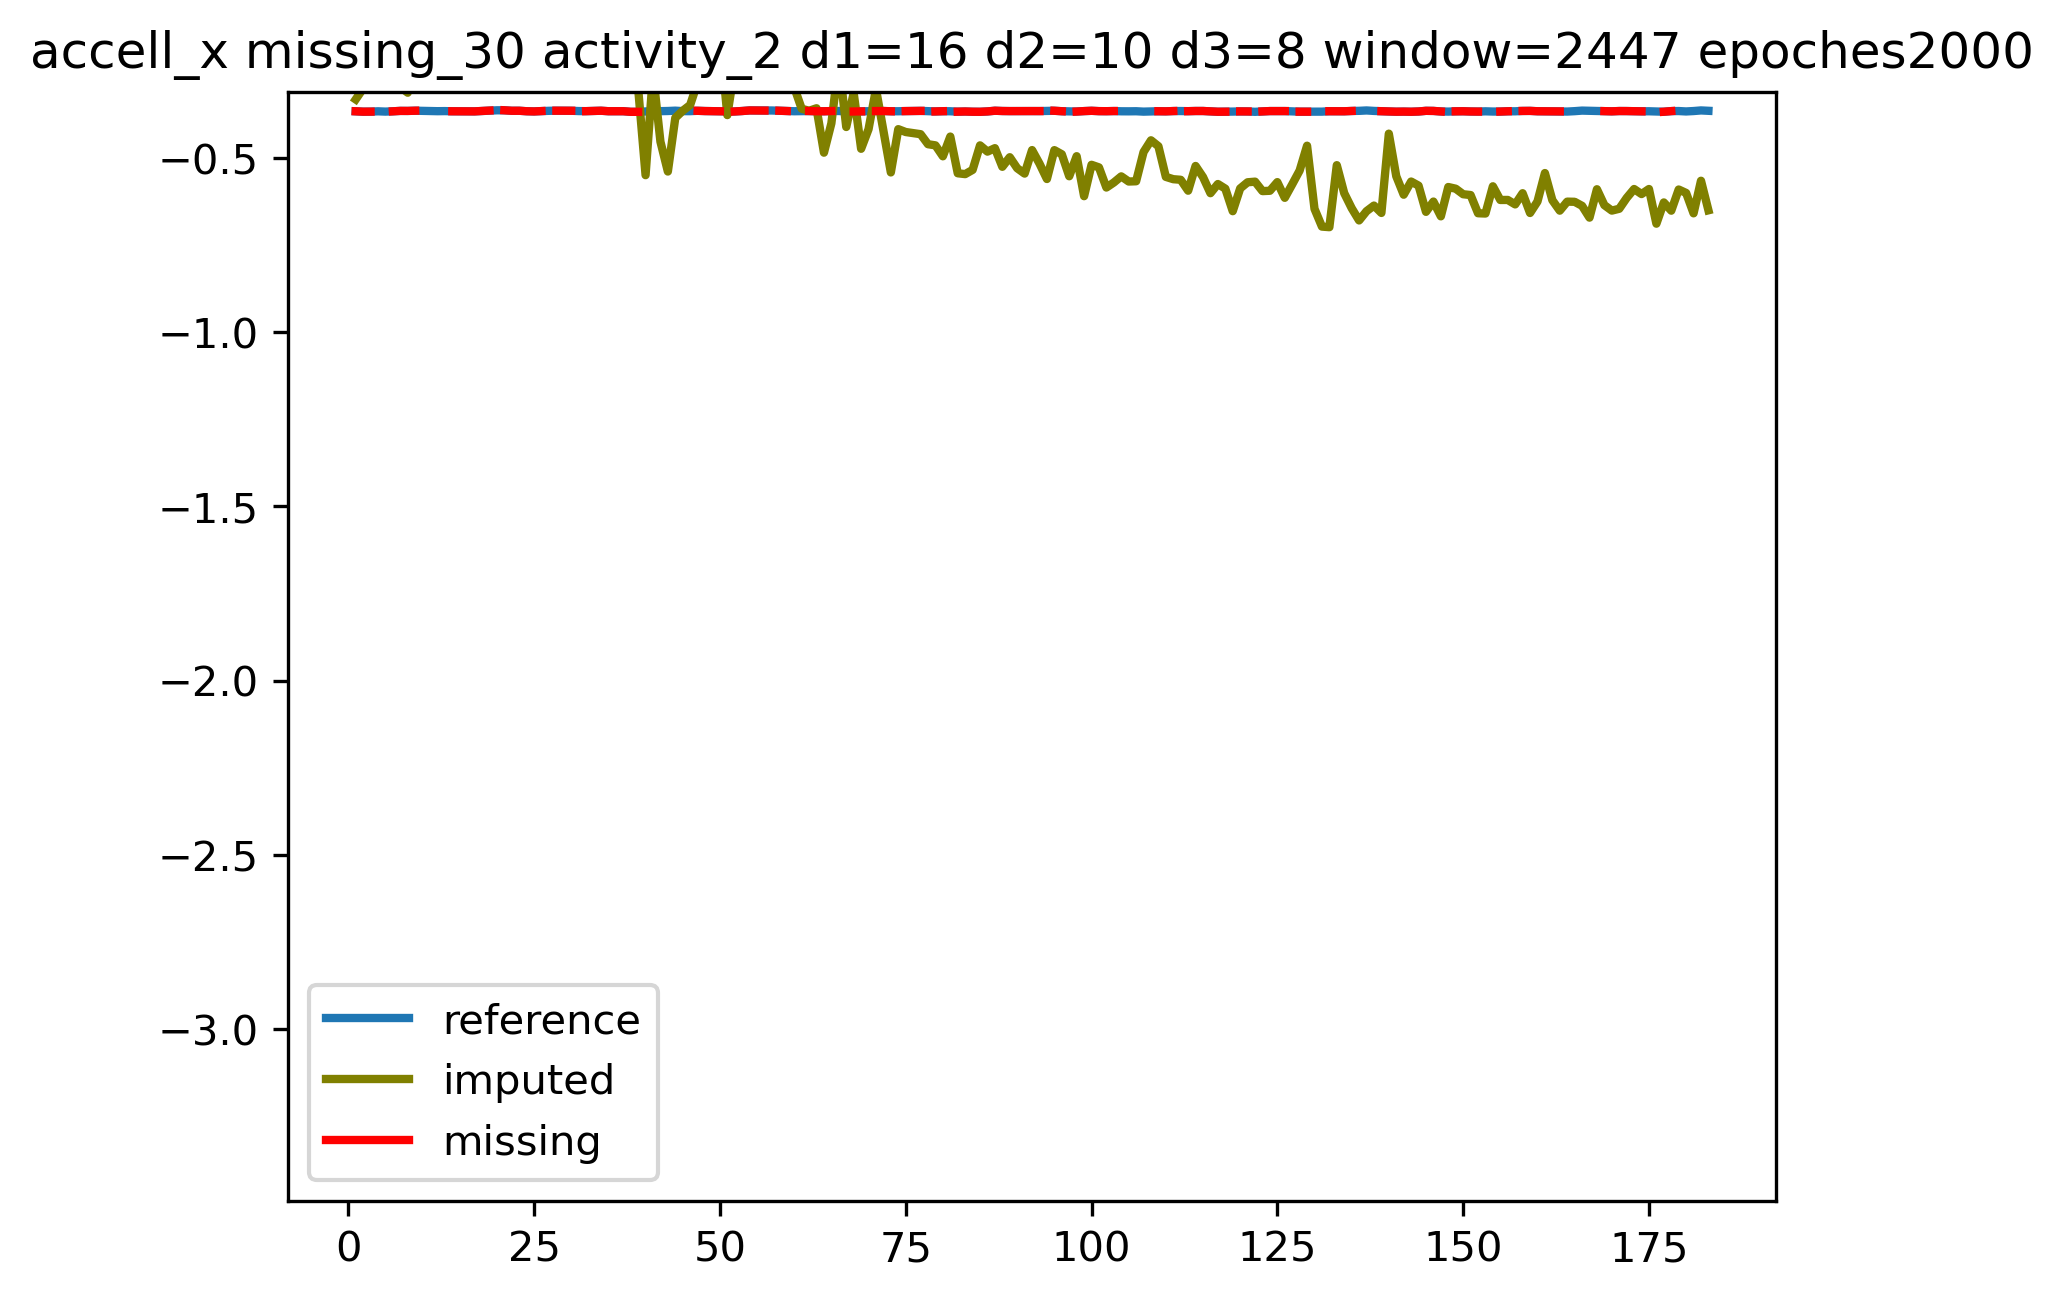 accell_x missing_30 activity_2 d1=16 d2=10 d3=8 window=2447 epoches2000
−0.5
−1.0
−1.5
−2.0
−2.5
−3.0
reference
imputed
missing
0 25 50 75 100 125 150 175